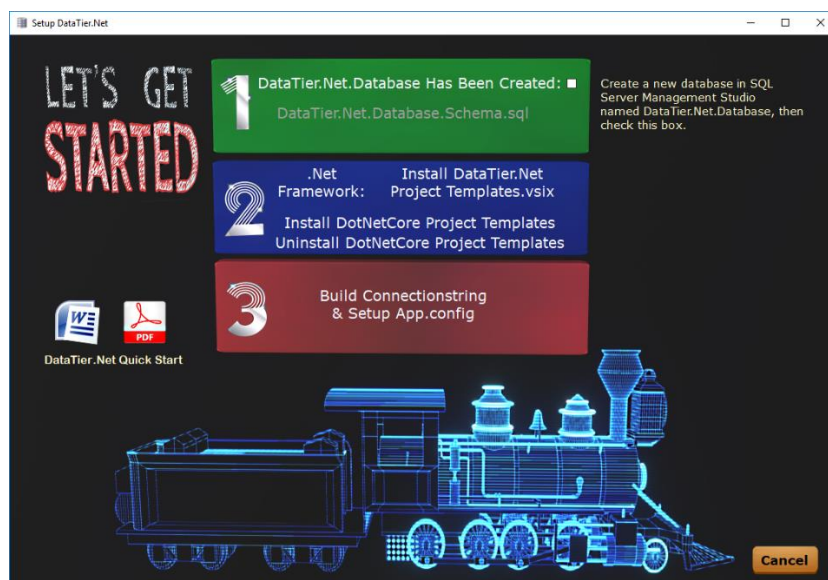 Setup DataTier.Net
LET'S GET
STARTED
1
DataTier.Net.Database Has Been Created:
DataTier.Net.Database.Schema.sql
Create a new database in SQL
Server Management Studio
named DataTier.Net.Database, then
check this box.
2
.Net
Framework:
Install DataTier.Net
Project Templates.vsix
Install DotNetCore Project Templates
Uninstall DotNetCore Project Templates
3
Build Connectionstring
& Setup App.config
W
PDF
DataTier.Net Quick Start
Cancel